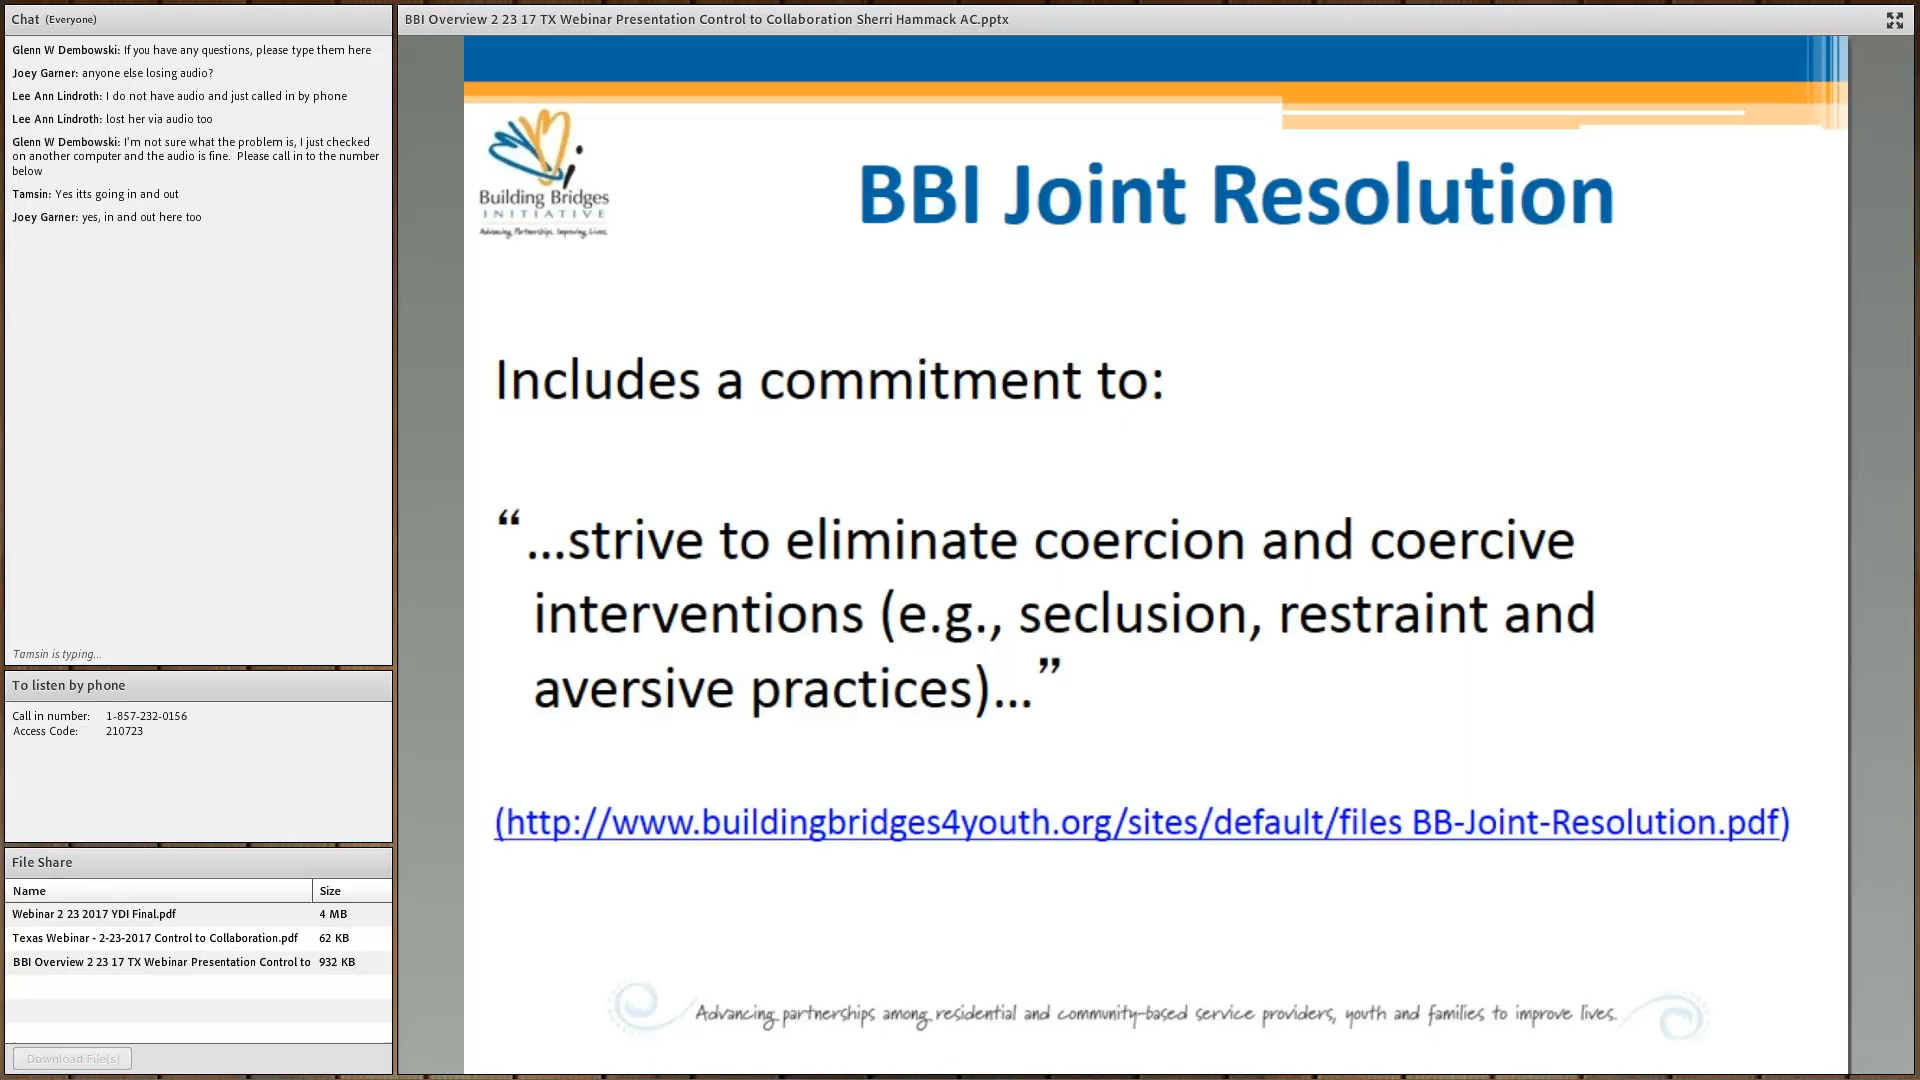 Chat (Everyone)
Glenn W Dembowski: If you have any questions, please type them here
Joey Garner: anyone else losing audio?
Lee Ann Lindroth: I do not have audio and just called in by phone
Lee Ann Lindroth: lost her via audio too
Glenn W Dembowski: I'm not sure what the problem is, I just checked
on another computer and the audio is fine.  Please call in to the number
below
Tamsin: Yes itts going in and out
Joey Garner: yes, in and out here too
Tamsin is typing...
To listen by phone
Call in number: 1-857-232-0156
Access Code: 210723
File Share
Name Size
Webinar 2 23 2017 YDI Final.pdf 4 MB
Texas Webinar - 2-23-2017 Control to Collaboration.pdf 62 KB
BBI Overview 2 23 17 TX Webinar Presentation Control to 932 KB
Download File(s)
BBI Overview 2 23 17 TX Webinar Presentation Control to Collaboration Sherri Hammack AC.pptx
Building Bridges
INITIATIVE
Advancing Partnerships. Improving Lives.
BBI Joint Resolution
Includes a commitment to:
“…strive to eliminate coercion and coercive
interventions (e.g., seclusion, restraint and
aversive practices)…”
(http://www.buildingbridges4youth.org/sites/default/files BB-Joint-Resolution.pdf)
Advancing partnerships among residential and community-based service providers, youth and families to improve lives.